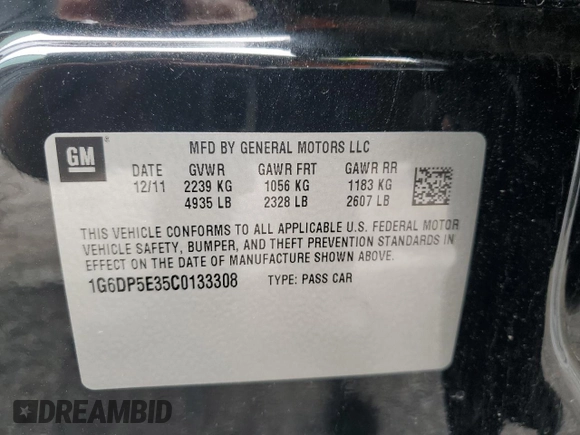 GM
MFD BY GENERAL MOTORS LLC
DATE GVWR GAWR FRT GAWR RR
12/11 2239 KG 1056 KG 1183 KG
4935 LB 2328 LB 2607 LB
THIS VEHICLE CONFORMS TO ALL APPLICABLE U.S. FEDERAL MOTOR
VEHICLE SAFETY, BUMPER, AND THEFT PREVENTION STANDARDS IN
EFFECT ON THE DATE OF MANUFACTURE SHOWN ABOVE.
1G6DP5E35C0133308 TYPE: PASS CAR
DREAMBID